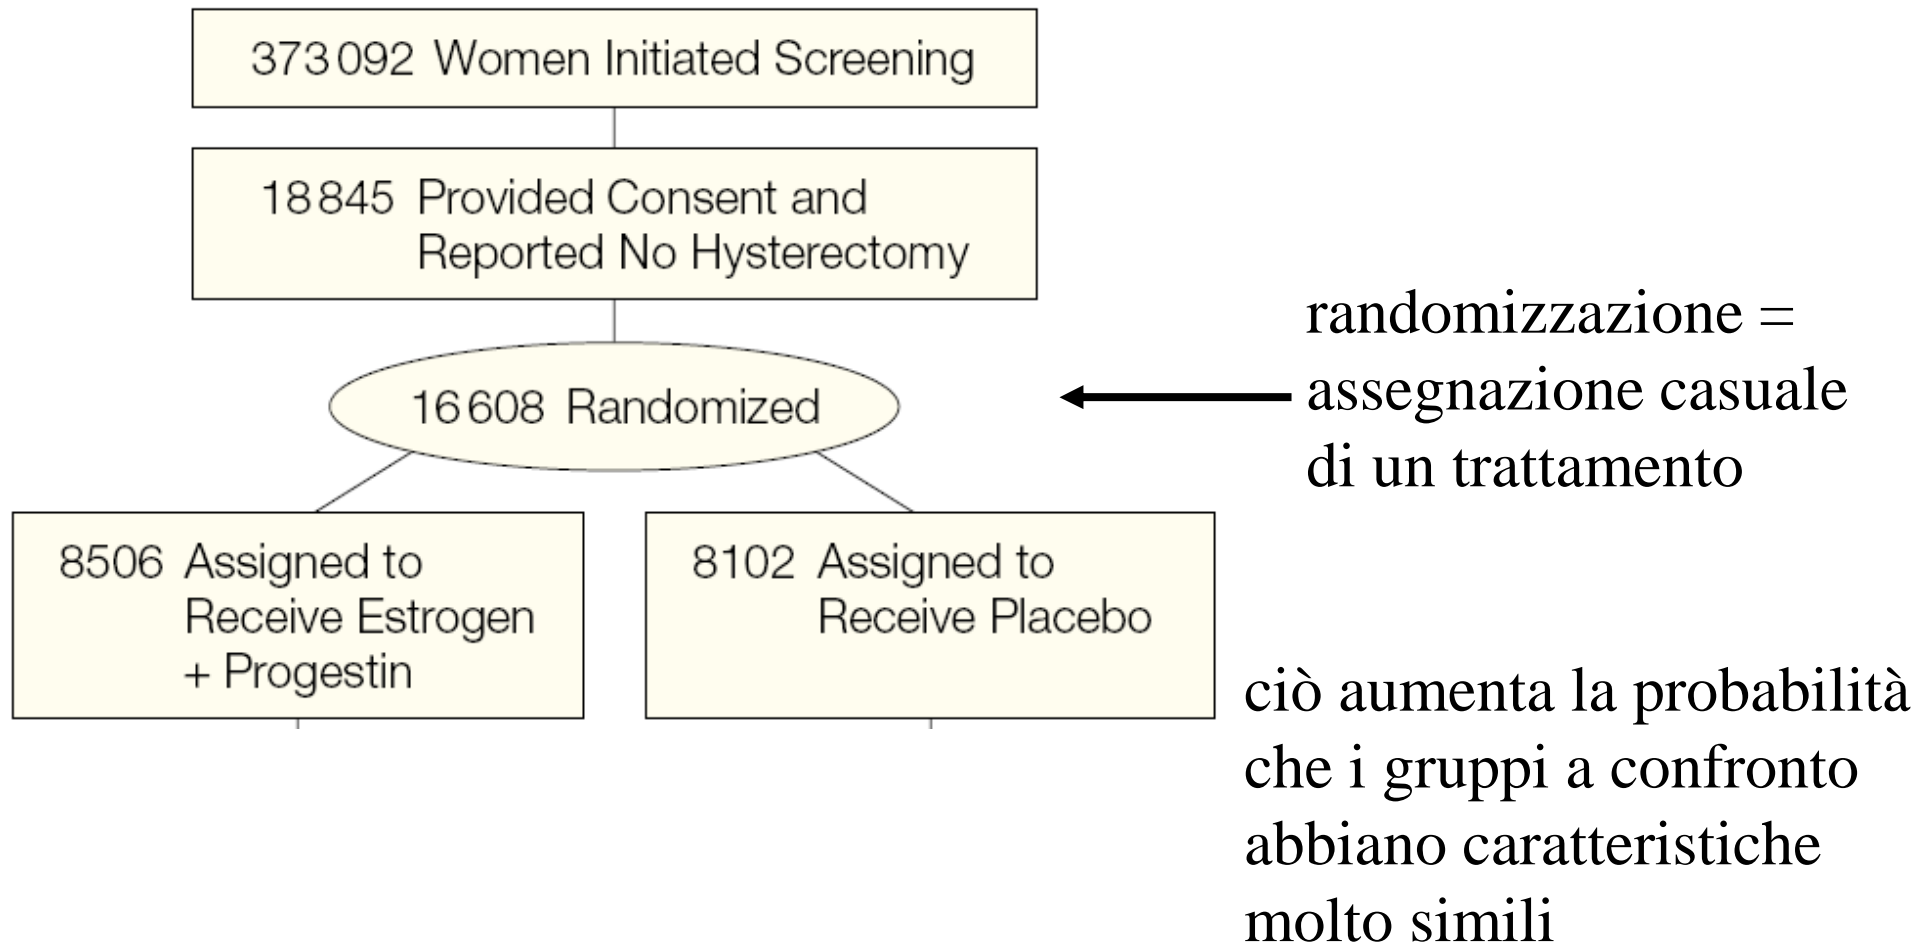 373 092 Women Initiated Screening
18 845 Provided Consent and
Reported No Hysterectomy
16 608 Randomized
randomizzazione =
assegnazione casuale
di un trattamento
8506 Assigned to
Receive Estrogen
+ Progestin
8102 Assigned to
Receive Placebo
ciò aumenta la probabilità
che i gruppi a confronto
abbiano caratteristiche
molto simili